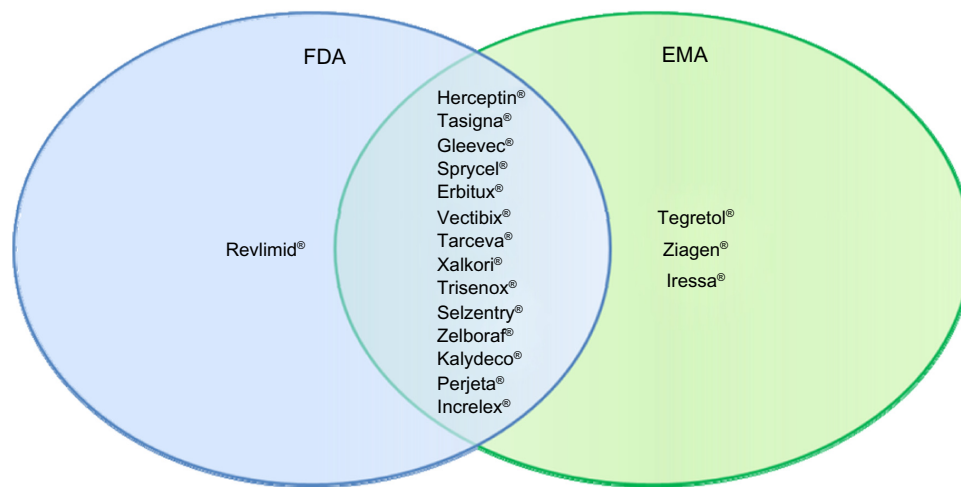 FDA
EMA
Herceptin®
Tasigna®
Gleevec®
Sprycel®
Erbitux®
Vectibix®
Tarceva®
Xalkori®
Trisenox®
Selzentry®
Zelboraf®
Kalydeco®
Perjeta®
Increlex®
Revlimid®
Tegretol®
Ziagen®
Iressa®